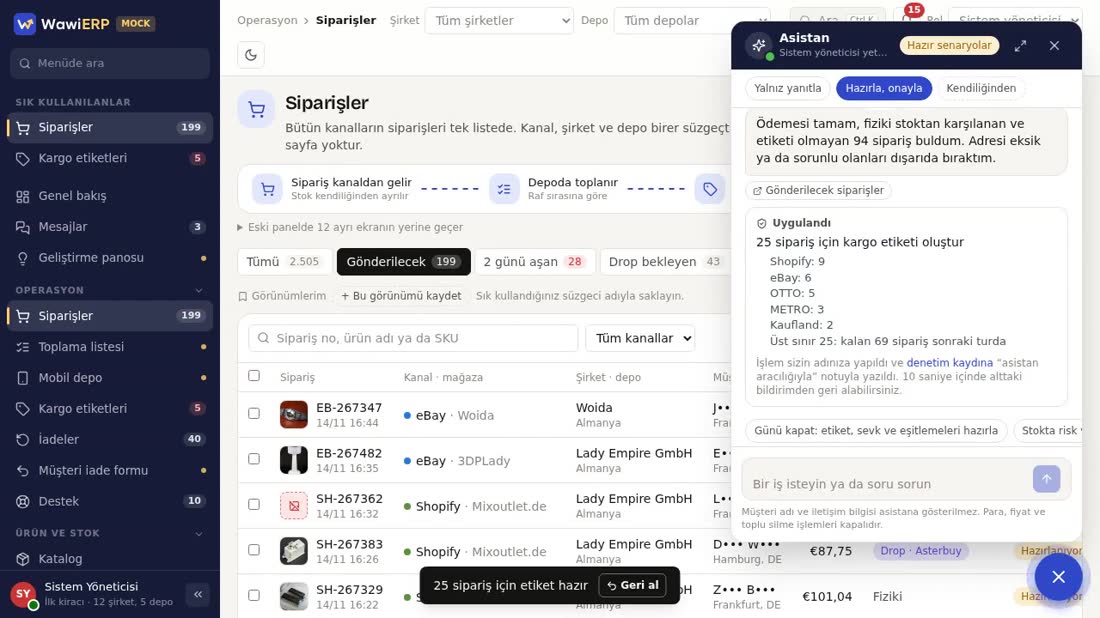 WawiERP MOCK
Menüde ara
SIK KULLANILANLAR
Siparişler 199
Kargo etiketleri 5
Genel bakış
Mesajlar 3
Geliştirme panosu
OPERASYON
Siparişler 199
Toplama listesi
Mobil depo
Kargo etiketleri 5
İadeler 40
Müşteri iade formu
Destek 10
ÜRÜN VE STOK
Katalog
SY Sistem Yöneticisi
İlk kiracı · 12 şirket, 5 depo
Operasyon › Siparişler Şirket Tüm şirketler Depo Tüm depolar
15
Siparişler
Bütün kanalların siparişleri tek listede. Kanal, şirket ve depo birer süzgeçt
sayfa yoktur.
Sipariş kanaldan gelir
Stok kendiliğinden ayrılır
Depoda toplanır
Raf sırasına göre
Eski panelde 12 ayrı ekranın yerine geçer
Tümü 2.505 Gönderilecek 199 2 günü aşan 28 Drop bekleyen 43
Görünümlerim + Bu görünümü kaydet Sık kullandığınız süzgeci adıyla saklayın.
Sipariş no, ürün adı ya da SKU Tüm kanallar
Sipariş Kanal · mağaza Şirket · depo Müş
EB-267347 eBay · Woida Woida J••
14/11 16:44 Almanya Fran
EB-267482 eBay · 3DPLady Lady Empire GmbH E••
14/11 16:35 Almanya Fran
SH-267362 Shopify · Mixoutlet.de Lady Empire GmbH L••
14/11 16:32 Almanya Fran
SH-267383 Shopify · Mixoutlet.de Lady Empire GmbH D••• W••• €87,75 Drop · Asterbuy Hazırlanıyor
14/11 16:26 Almanya Hamburg, DE
SH-267329 Z••• B••• €101,04 Fiziki
14/11 16:22 Frankfurt, DE
25 sipariş için etiket hazır Geri al
Asistan
Sistem yöneticisi yet...
Hazır senaryolar
Yalnız yanıtla Hazırla, onayla Kendiliğinden
Ödemesi tamam, fiziki stoktan karşılanan ve
etiketi olmayan 94 sipariş buldum. Adresi eksik
ya da sorunlu olanları dışarıda bıraktım.
Gönderilecek siparişler
Uygulandı
25 sipariş için kargo etiketi oluştur
Shopify: 9
eBay: 6
OTTO: 5
METRO: 3
Kaufland: 2
Üst sınır 25: kalan 69 sipariş sonraki turda
İşlem sizin adınıza yapıldı ve denetim kaydına “asistan
aracılığıyla” notuyla yazıldı. 10 saniye içinde alttaki
bildirimden geri alabilirsiniz.
Günü kapat: etiket, sevk ve eşitlemeleri hazırla Stokta risk
Bir iş isteyin ya da soru sorun
Müşteri adı ve iletişim bilgisi asistana gösterilmez. Para, fiyat ve
toplu silme işlemleri kapalıdır.